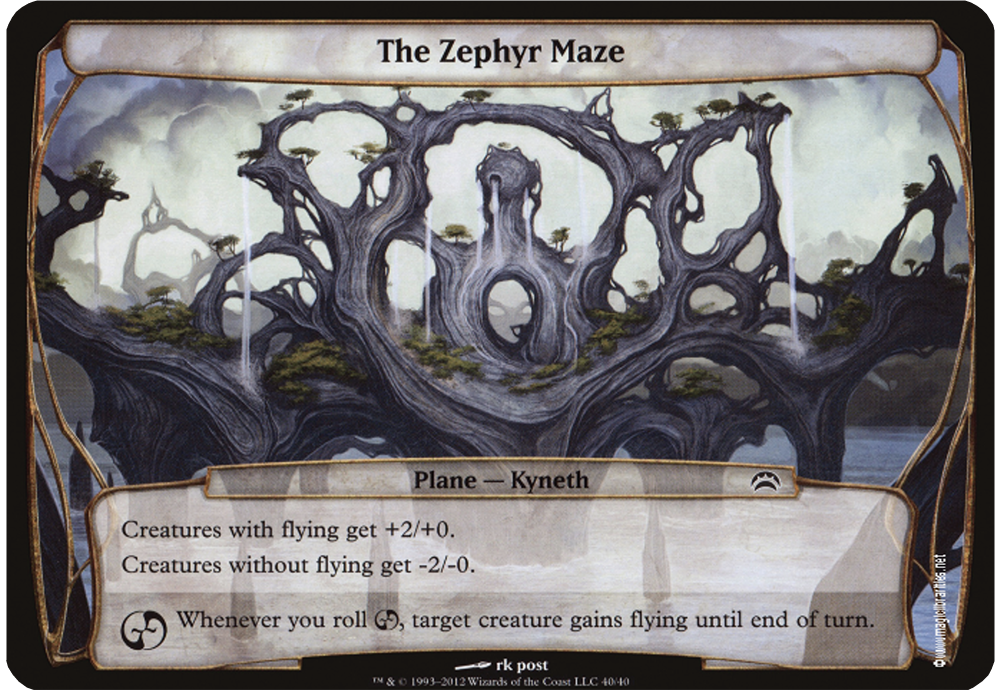 The Zephyr Maze
Plane — Kyneth
Creatures with flying get +2/+0.
Creatures without flying get -2/-0.
Whenever you roll , target creature gains flying until end of turn.
rk post
™ & © 1993–2012 Wizards of the Coast LLC 40/40
©www.magiclibrarities.net